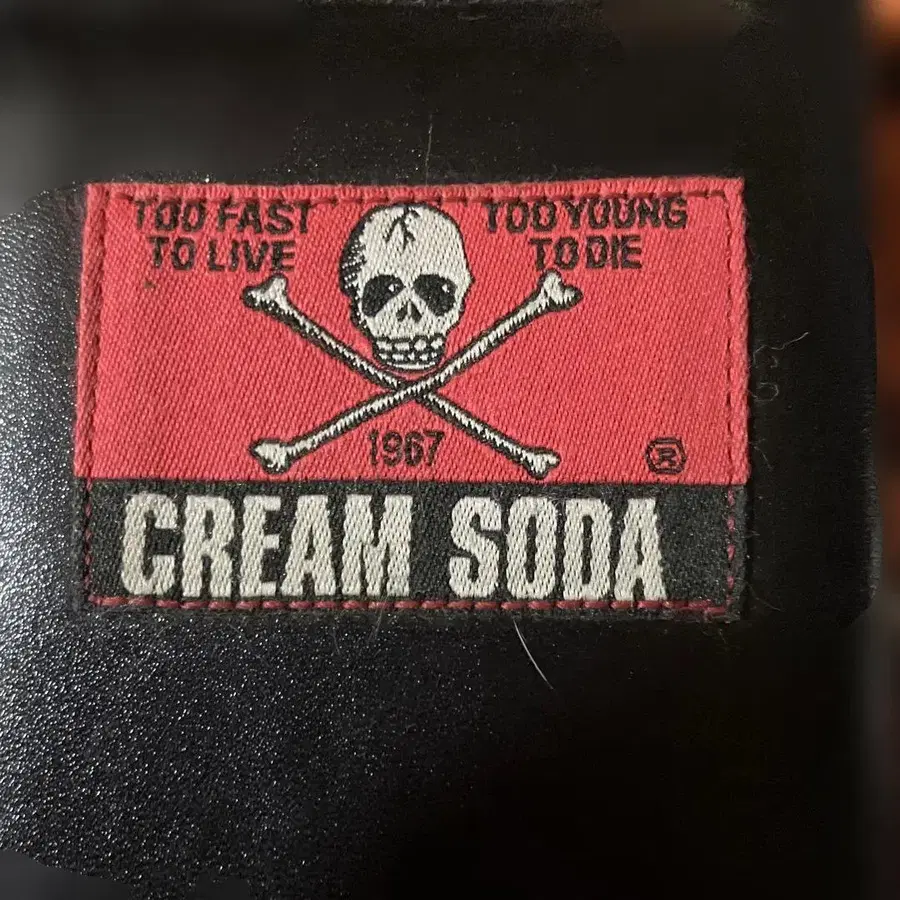 TOO FAST
TO LIVE
TOO YOUNG
TO DIE
1967
®
CREAM SODA